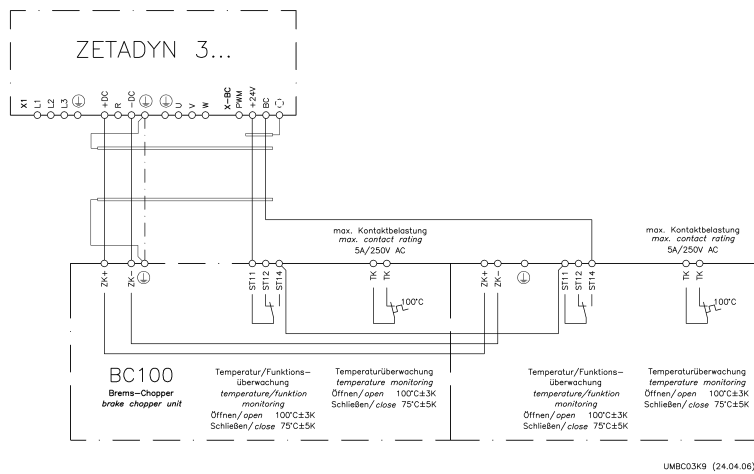 ZETADYN 3...
X1 L1 L2 L3 +DC R -DC U V W X-BC PWM +24V BC
max. Kontaktbelastung
max. contact rating
5A/250V AC
max. Kontaktbelastung
max. contact rating
5A/250V AC
ZK+ ZK- ST11 ST12 ST14 TK TK ZK+ ZK- ST11 ST12 ST14 TK TK
100°C
100°C
BC100
Brems-Chopper
brake chopper unit
Temperatur/Funktions-
überwachung
temperature/funktion
monitoring
Öffnen/open 100°C±3K
Schließen/close 75°C±5K
Temperaturüberwachung
temperature monitoring
Öffnen/open 100°C±3K
Schließen/close 75°C±5K
Temperatur/Funktions-
überwachung
temperature/funktion
monitoring
Öffnen/open 100°C±3K
Schließen/close 75°C±5K
Temperaturüberwachung
temperature monitoring
Öffnen/open 100°C±3K
Schließen/close 75°C±5K
UMBC03K9 (24.04.06)